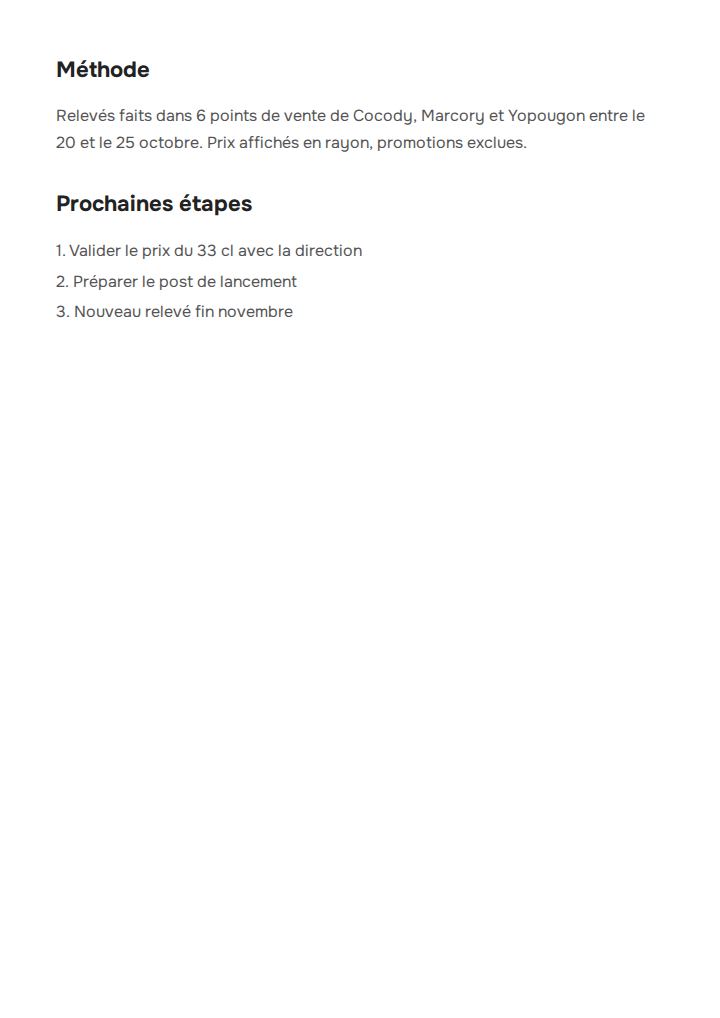 Méthode
Relevés faits dans 6 points de vente de Cocody, Marcory et Yopougon entre le
20 et le 25 octobre. Prix affichés en rayon, promotions exclues.
Prochaines étapes
1. Valider le prix du 33 cl avec la direction
2. Préparer le post de lancement
3. Nouveau relevé fin novembre